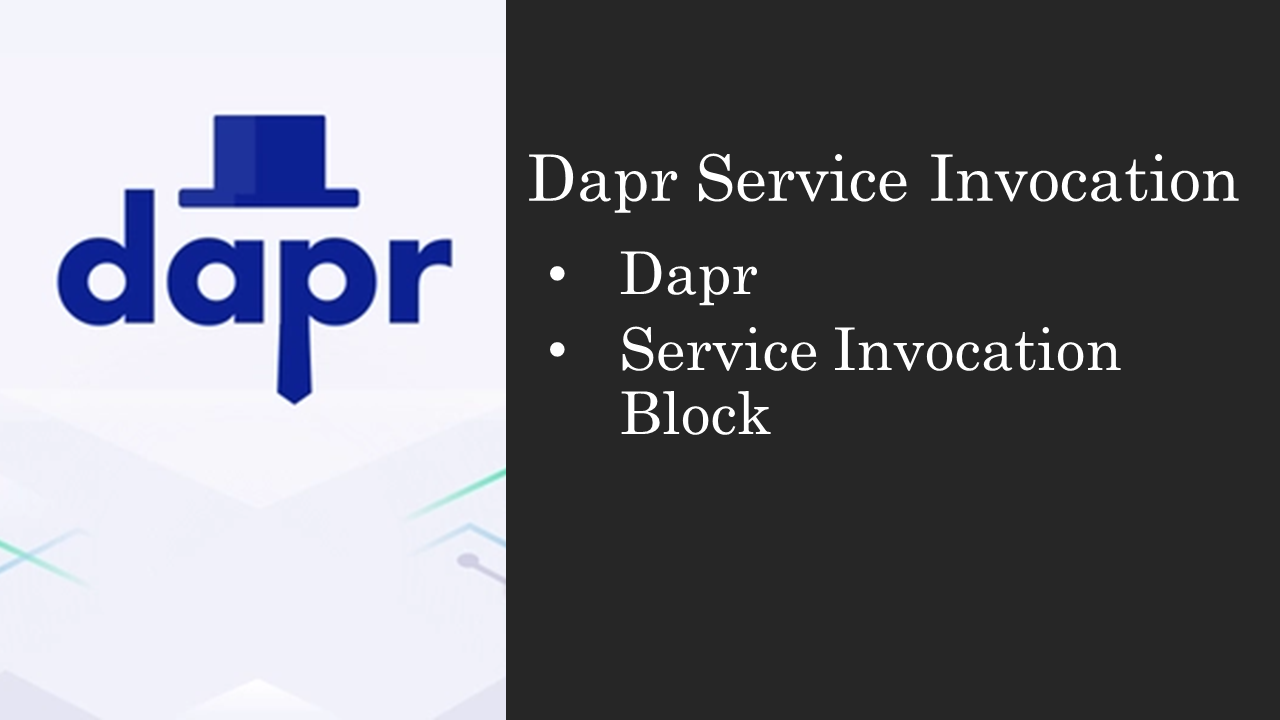 dapr
Dapr Service Invocation
• Dapr
• Service Invocation
Block